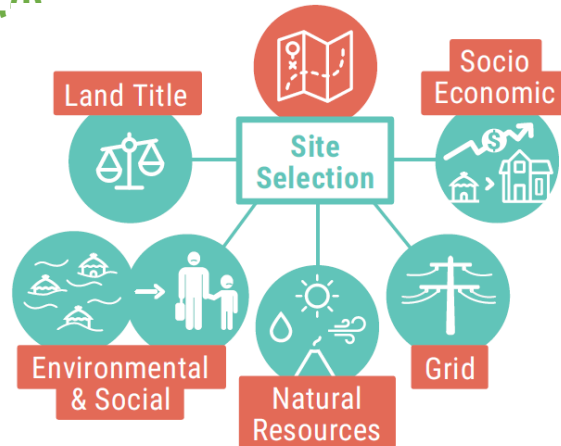 Land Title
Socio
Economic
Site
Selection
Environmental
& Social
Natural
Resources
Grid